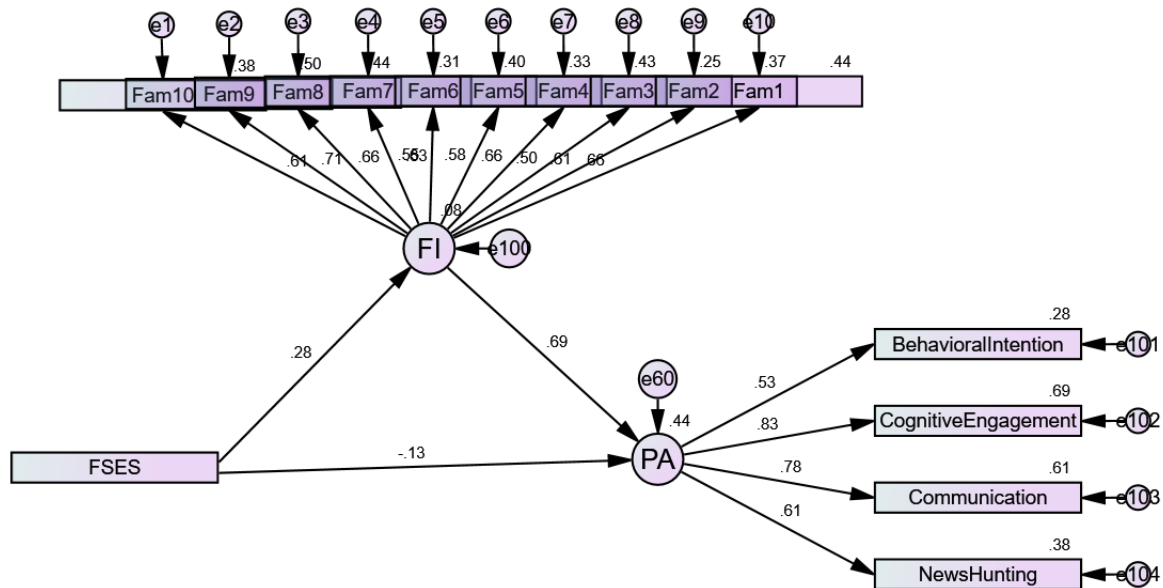 e1 e2 e3 e4 e5 e6 e7 e8 e9 e10
.38 .50 .44 .31 .40 .33 .43 .25 .37 .44
Fam10 Fam9 Fam8 Fam7 Fam6 Fam5 Fam4 Fam3 Fam2 Fam1
.61 .71 .66 .63 .58 .66 .50 .61 .66
.08
FI e100
.28 .69
.28
BehavioralIntention e101
e60
.53
.69
.44
.83
CognitiveEngagement e102
-.13
PA
FSES
.78
.61
Communication e103
.61
.38
NewsHunting e104